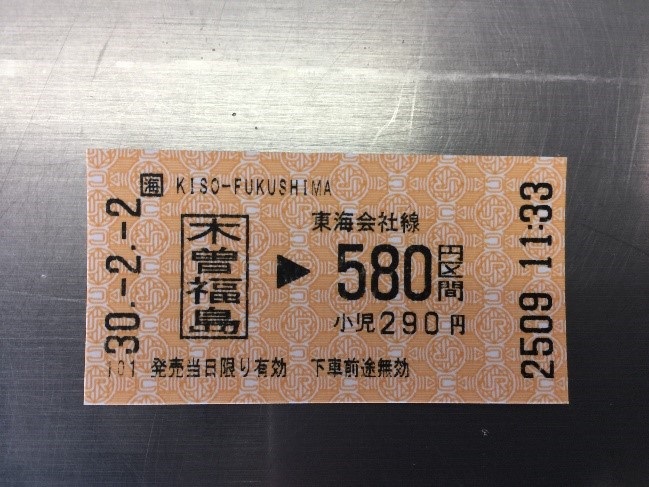 海 KISO-FUKUSHIMA
木曽福島
東海会社線
▶ 580円区間
小児290円
101 発売当日限り有効 下車前途無効
30.-2.-2
2509 11:33